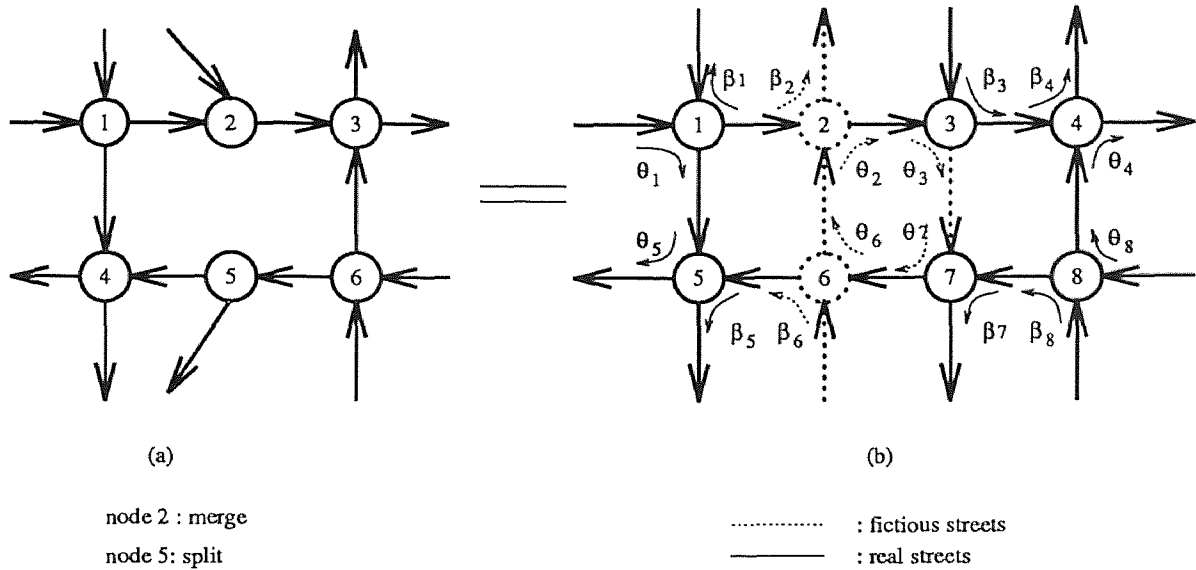 1 2 3
4 5 6
(a)
node 2 : merge
node 5: split
β1 β2 β3 β4
1 2 3 4
θ1 θ2 θ3 θ4
θ5 θ6 θ7 θ8
5 6 7 8
β5 β6 β7 β8
(b)
: fictious streets
: real streets